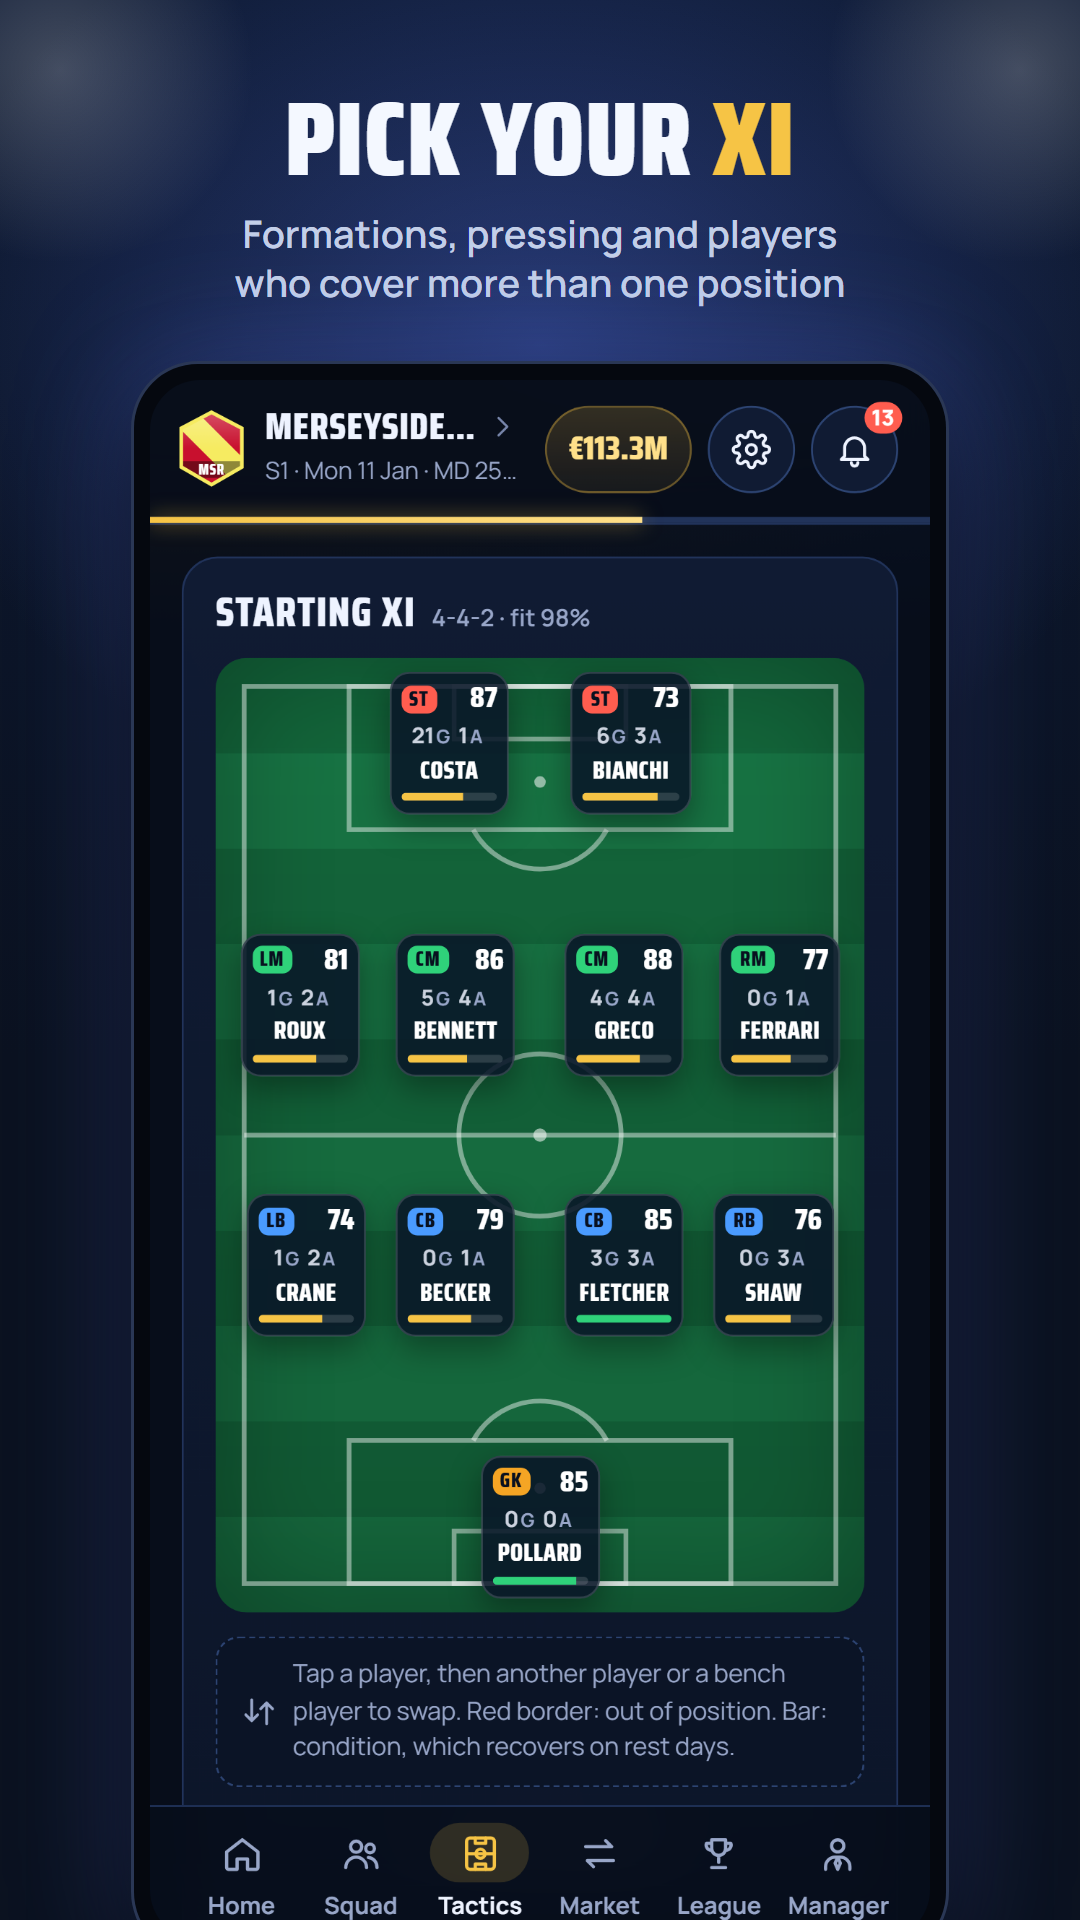 PICK YOUR XI
Formations, pressing and players
who cover more than one position
MERSEYSIDE...
S1 · Mon 11 Jan · MD 25...
MSR
€113.3M
13
STARTING XI 4-4-2 · fit 98%
ST 87
21G 1A
COSTA
ST 73
6G 3A
BIANCHI
LM 81
1G 2A
ROUX
CM 86
5G 4A
BENNETT
CM 88
4G 4A
GRECO
RM 77
0G 1A
FERRARI
LB 74
1G 2A
CRANE
CB 79
0G 1A
BECKER
CB 85
3G 3A
FLETCHER
RB 76
0G 3A
SHAW
GK 85
0G 0A
POLLARD
Tap a player, then another player or a bench
player to swap. Red border: out of position. Bar:
condition, which recovers on rest days.
Home Squad Tactics Market League Manager